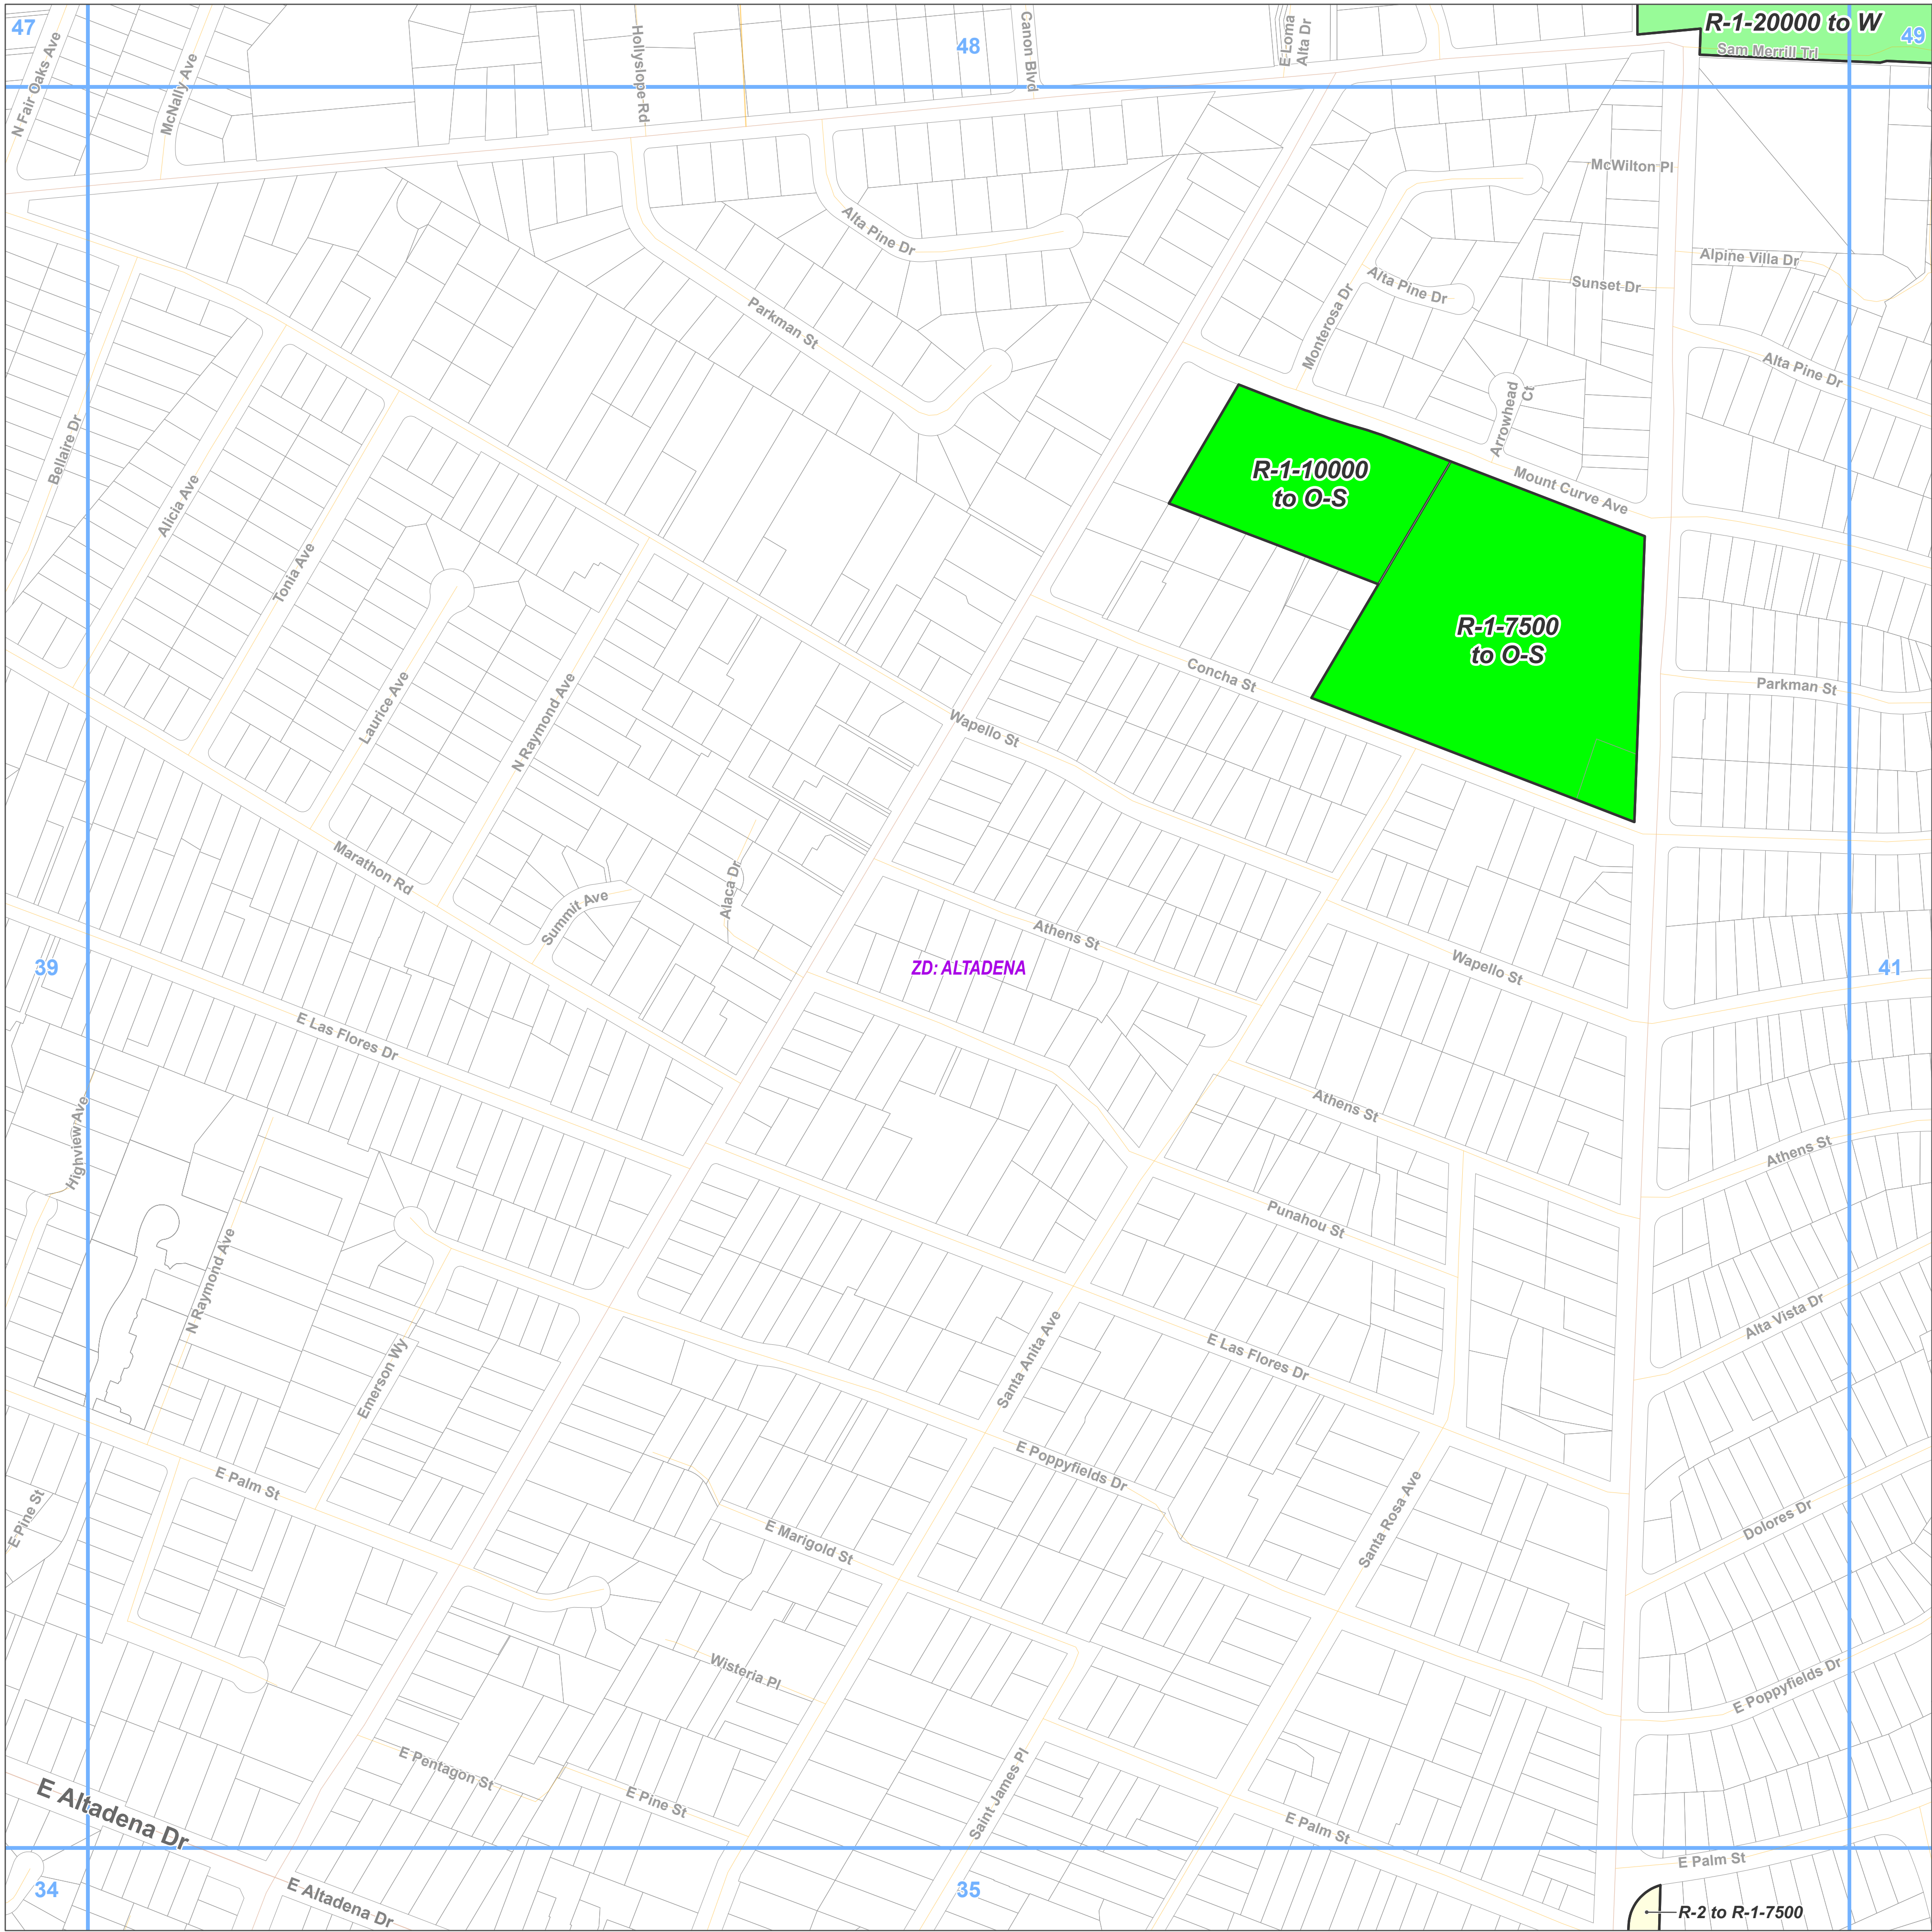 47
48
49
R-1-20000 to W
Sam Merrill Trl
N Fair Oaks Ave
McNally Ave
Hollyslope Rd
Canon Blvd
E Loma
Alta Dr
McWilton Pl
Alta Pine Dr
Alpine Villa Dr
Sunset Dr
Alta Pine Dr
Monterosa Dr
Parkman St
Alta Pine Dr
Arrowhead
Ct
Bellaire Dr
R-1-10000
to O-S
Mount Curve Ave
Alicia Ave
Tonia Ave
R-1-7500
to O-S
Concha St
Parkman St
Laurice Ave
N Raymond Ave
Wapello St
Marathon Rd
Alaca Dr
Summit Ave
Athens St
Wapello St
39
ZD: ALTADENA
41
E Las Flores Dr
Athens St
Highview Ave
Athens St
Punahou St
N Raymond Ave
Alta Vista Dr
Santa Anita Ave
E Las Flores Dr
Emerson Wy
E Poppyfields Dr
E Palm St
E Pine St
E Marigold St
Santa Rosa Ave
Dolores Dr
Wisteria Pl
E Poppyfields Dr
E Pentagon St
E Pine St
Saint James Pl
E Altadena Dr
E Palm St
E Palm St
34
E Altadena Dr
35
R-2 to R-1-7500